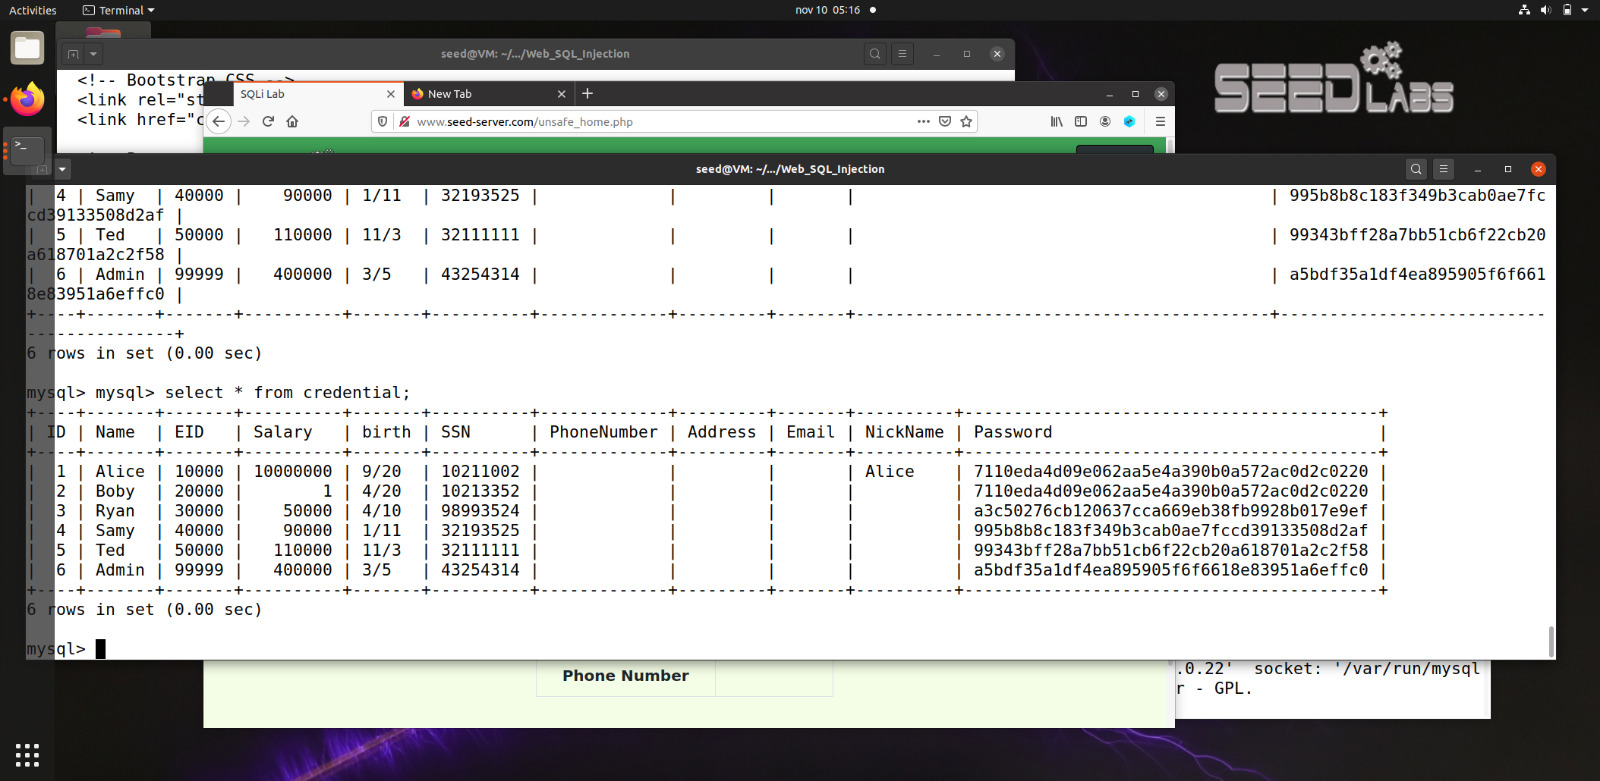 Activities
Terminal
nov 10 05:16
SEED LABS
seed@VM: ~/.../Web_SQL_Injection
<!-- Bootstrap CSS -->
<link rel="st
<link href="c
SQLi Lab
New Tab
www.seed-server.com/unsafe_home.php
seed@VM: ~/.../Web_SQL_Injection
| 4 | Samy | 40000 | 90000 | 1/11 | 32193525 | | | | | 995b8b8c183f349b3cab0ae7fc
cd39133508d2af |
| 5 | Ted | 50000 | 110000 | 11/3 | 32111111 | | | | | 99343bff28a7bb51cb6f22cb20
a618701a2c2f58 |
| 6 | Admin | 99999 | 400000 | 3/5 | 43254314 | | | | | a5bdf35a1df4ea895905f6f661
8e83951a6effc0 |
+----+-------+-------+----------+-------+----------+-------------+---------+-------+------------------------------------------+---------------------------
---------------+
6 rows in set (0.00 sec)
mysql> mysql> select * from credential;
+----+-------+-------+----------+-------+----------+-------------+---------+-------+----------+------------------------------------------+
| ID | Name | EID | Salary | birth | SSN | PhoneNumber | Address | Email | NickName | Password |
+----+-------+-------+----------+-------+----------+-------------+---------+-------+----------+------------------------------------------+
| 1 | Alice | 10000 | 10000000 | 9/20 | 10211002 | | | | Alice | 7110eda4d09e062aa5e4a390b0a572ac0d2c0220 |
| 2 | Boby | 20000 | 1 | 4/20 | 10213352 | | | | | 7110eda4d09e062aa5e4a390b0a572ac0d2c0220 |
| 3 | Ryan | 30000 | 50000 | 4/10 | 98993524 | | | | | a3c50276cb120637cca669eb38fb9928b017e9ef |
| 4 | Samy | 40000 | 90000 | 1/11 | 32193525 | | | | | 995b8b8c183f349b3cab0ae7fccd39133508d2af |
| 5 | Ted | 50000 | 110000 | 11/3 | 32111111 | | | | | 99343bff28a7bb51cb6f22cb20a618701a2c2f58 |
| 6 | Admin | 99999 | 400000 | 3/5 | 43254314 | | | | | a5bdf35a1df4ea895905f6f6618e83951a6effc0 |
+----+-------+-------+----------+-------+----------+-------------+---------+-------+----------+------------------------------------------+
6 rows in set (0.00 sec)
mysql>
Phone Number
.0.22' socket: '/var/run/mysql
r - GPL.